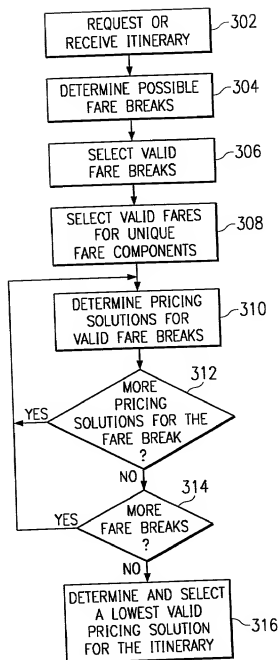 REQUEST OR
RECEIVE ITINERARY
302
DETERMINE POSSIBLE
FARE BREAKS
304
SELECT VALID
FARE BREAKS
306
SELECT VALID FARES
FOR UNIQUE
FARE COMPONENTS
308
DETERMINE PRICING
SOLUTIONS FOR
VALID FARE BREAKS
310
312
MORE
PRICING
SOLUTIONS FOR THE
FARE BREAK
?
YES
NO
314
MORE
FARE BREAKS
?
YES
NO
DETERMINE AND SELECT
A LOWEST VALID
PRICING SOLUTION
FOR THE ITINERARY
316